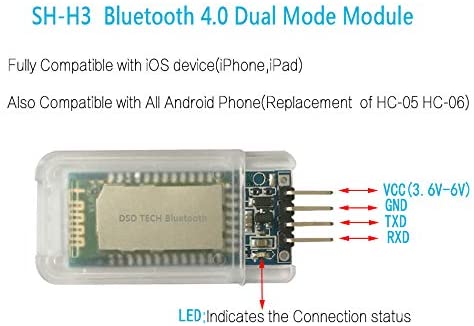 SH-H3 Bluetooth 4.0 Dual Mode Module
Fully Compatible with iOS device(iPhone,iPad)
Also Compatible with All Android Phone(Replacement of HC-05 HC-06)
VCC(3.6V-6V)
GND
DSD TECH Bluetooth
TXD
RXD
LED:Indicates the Connection status